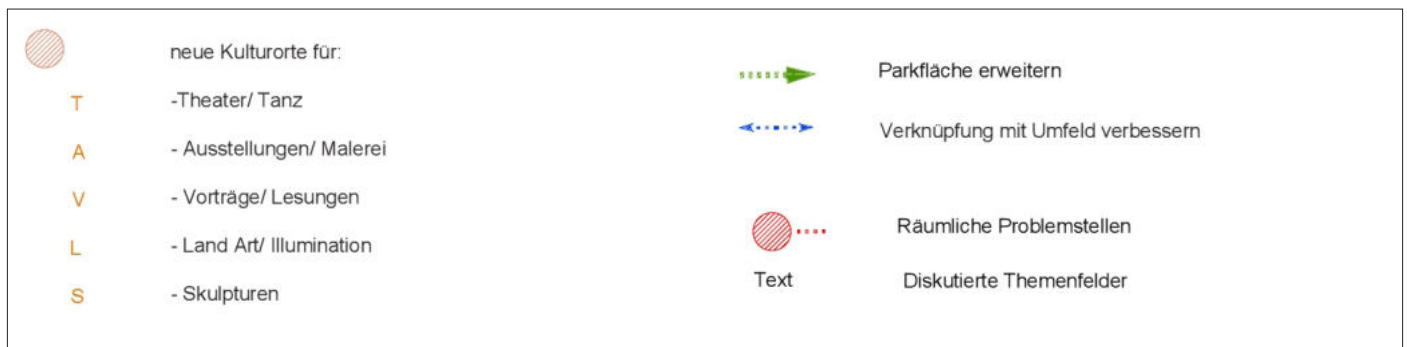 neue Kulturorte für:
T -Theater/ Tanz
A - Ausstellungen/ Malerei
V - Vorträge/ Lesungen
L - Land Art/ Illumination
S - Skulpturen
Parkfläche erweitern
Verknüpfung mit Umfeld verbessern
Räumliche Problemstellen
Text Diskutierte Themenfelder